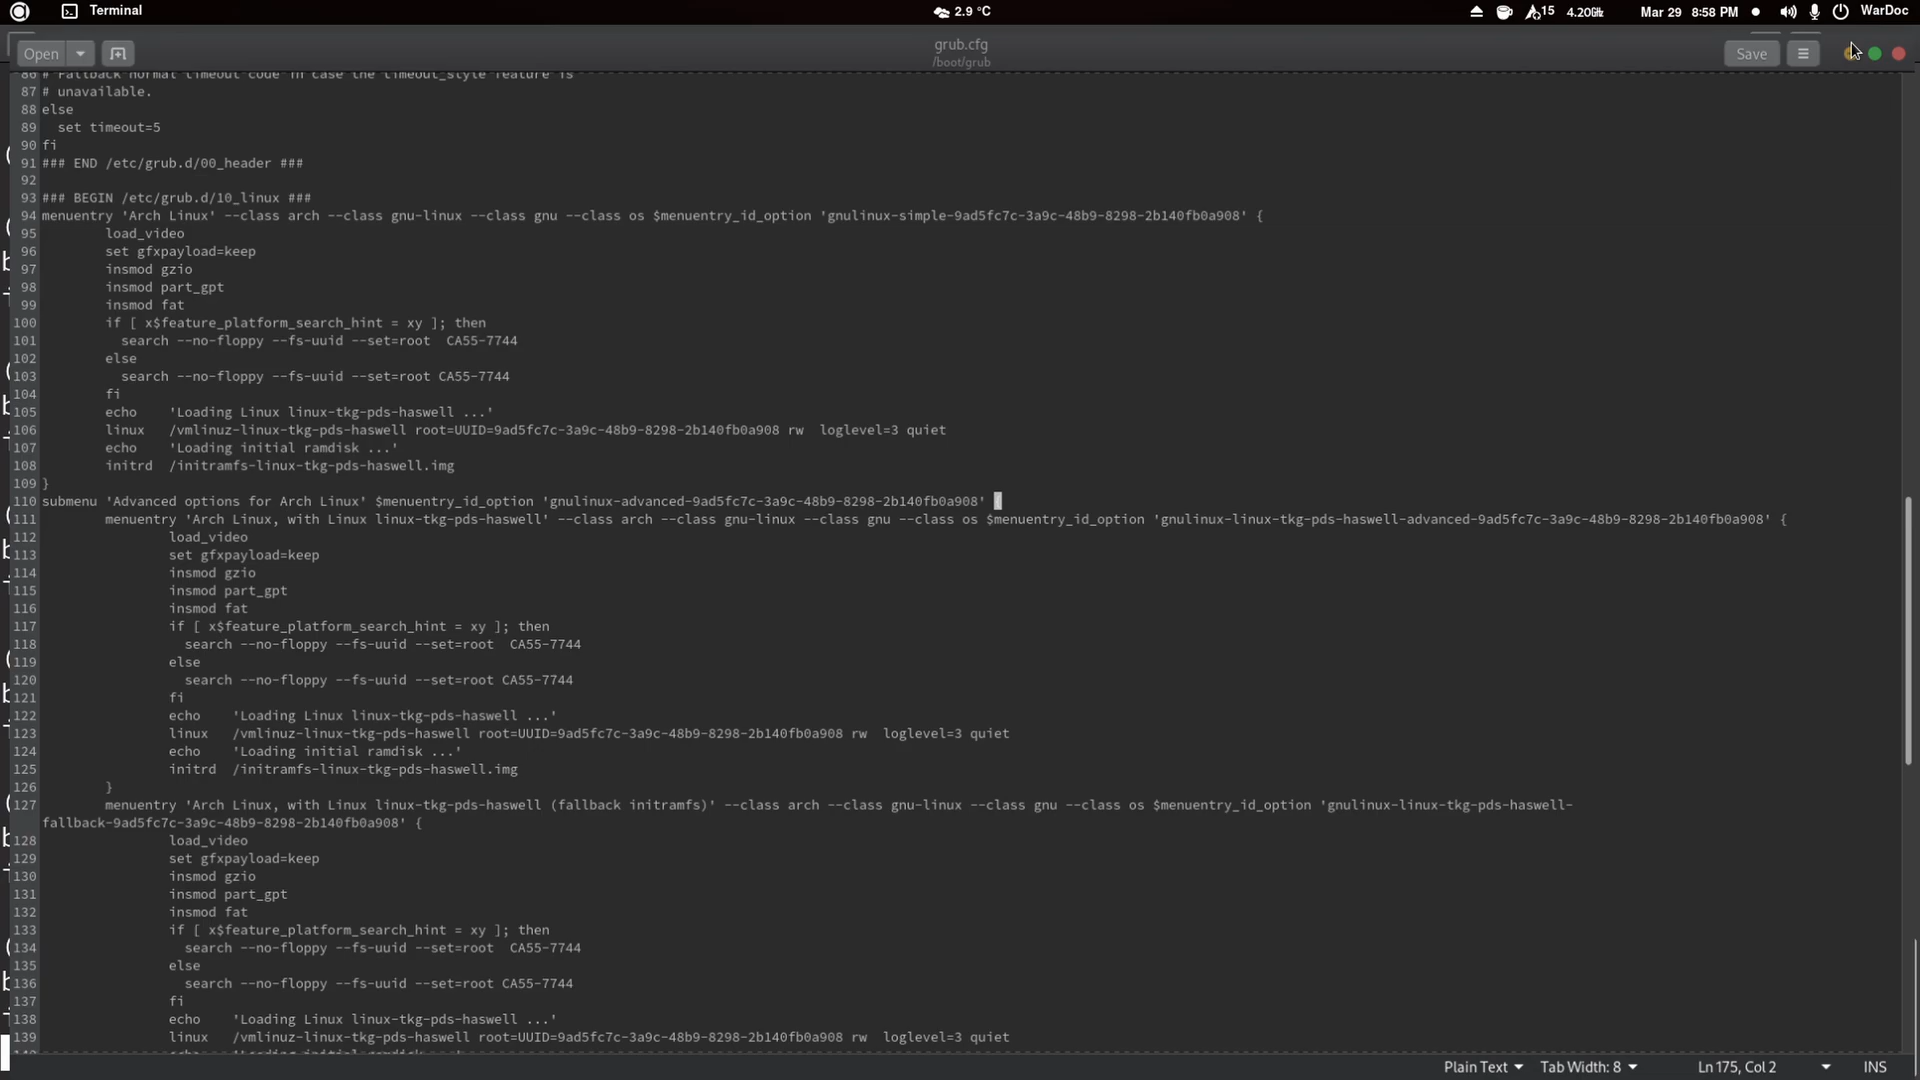 Terminal
2.9 °C
15
4.20GHz
Mar 29 8:58 PM
WarDoc
Open
grub.cfg
/boot/grub
Save
86 # Fallback normal timeout code in case the timeout_style feature is
87 # unavailable.
88 else
89   set timeout=5
90 fi
91 ### END /etc/grub.d/00_header ###
92
93 ### BEGIN /etc/grub.d/10_linux ###
94 menuentry 'Arch Linux' --class arch --class gnu-linux --class gnu --class os $menuentry_id_option 'gnulinux-simple-9ad5fc7c-3a9c-48b9-8298-2b140fb0a908' {
95         load_video
96         set gfxpayload=keep
97         insmod gzio
98         insmod part_gpt
99         insmod fat
100         if [ x$feature_platform_search_hint = xy ]; then
101           search --no-floppy --fs-uuid --set=root  CA55-7744
102         else
103           search --no-floppy --fs-uuid --set=root CA55-7744
104         fi
105         echo    'Loading Linux linux-tkg-pds-haswell ...'
106         linux   /vmlinuz-linux-tkg-pds-haswell root=UUID=9ad5fc7c-3a9c-48b9-8298-2b140fb0a908 rw  loglevel=3 quiet
107         echo    'Loading initial ramdisk ...'
108         initrd  /initramfs-linux-tkg-pds-haswell.img
109 }
110 submenu 'Advanced options for Arch Linux' $menuentry_id_option 'gnulinux-advanced-9ad5fc7c-3a9c-48b9-8298-2b140fb0a908' {
111         menuentry 'Arch Linux, with Linux linux-tkg-pds-haswell' --class arch --class gnu-linux --class gnu --class os $menuentry_id_option 'gnulinux-linux-tkg-pds-haswell-advanced-9ad5fc7c-3a9c-48b9-8298-2b140fb0a908' {
112                 load_video
113                 set gfxpayload=keep
114                 insmod gzio
115                 insmod part_gpt
116                 insmod fat
117                 if [ x$feature_platform_search_hint = xy ]; then
118                   search --no-floppy --fs-uuid --set=root  CA55-7744
119                 else
120                   search --no-floppy --fs-uuid --set=root CA55-7744
121                 fi
122                 echo    'Loading Linux linux-tkg-pds-haswell ...'
123                 linux   /vmlinuz-linux-tkg-pds-haswell root=UUID=9ad5fc7c-3a9c-48b9-8298-2b140fb0a908 rw  loglevel=3 quiet
124                 echo    'Loading initial ramdisk ...'
125                 initrd  /initramfs-linux-tkg-pds-haswell.img
126         }
127         menuentry 'Arch Linux, with Linux linux-tkg-pds-haswell (fallback initramfs)' --class arch --class gnu-linux --class gnu --class os $menuentry_id_option 'gnulinux-linux-tkg-pds-haswell-
fallback-9ad5fc7c-3a9c-48b9-8298-2b140fb0a908' {
128                 load_video
129                 set gfxpayload=keep
130                 insmod gzio
131                 insmod part_gpt
132                 insmod fat
133                 if [ x$feature_platform_search_hint = xy ]; then
134                   search --no-floppy --fs-uuid --set=root  CA55-7744
135                 else
136                   search --no-floppy --fs-uuid --set=root CA55-7744
137                 fi
138                 echo    'Loading Linux linux-tkg-pds-haswell ...'
139                 linux   /vmlinuz-linux-tkg-pds-haswell root=UUID=9ad5fc7c-3a9c-48b9-8298-2b140fb0a908 rw  loglevel=3 quiet
Plain Text
Tab Width: 8
Ln 175, Col 2
INS